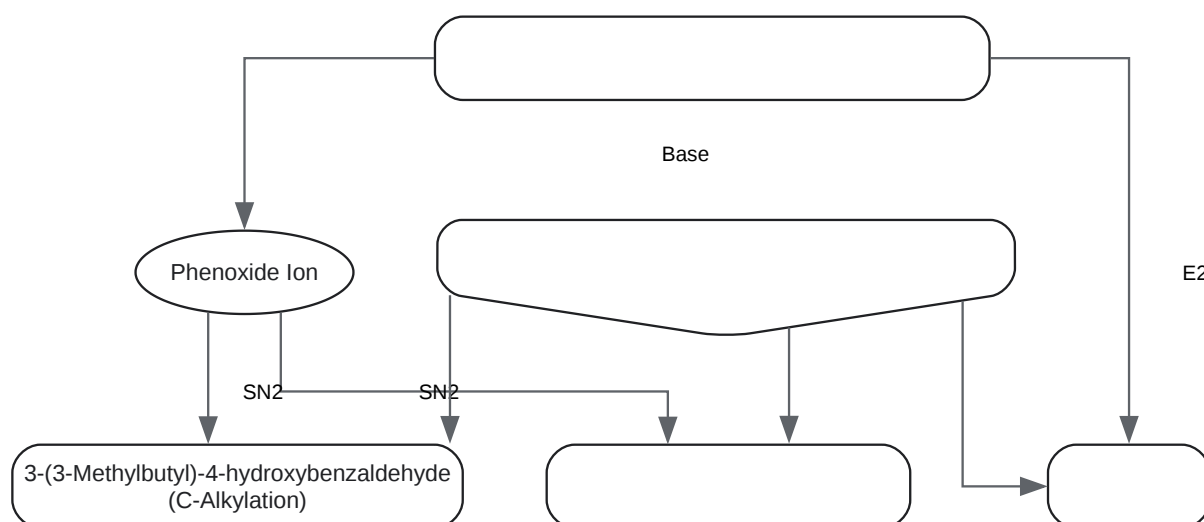 Base
Phenoxide Ion
E2
SN2
SN2
3-(3-Methylbutyl)-4-hydroxybenzaldehyde
(C-Alkylation)